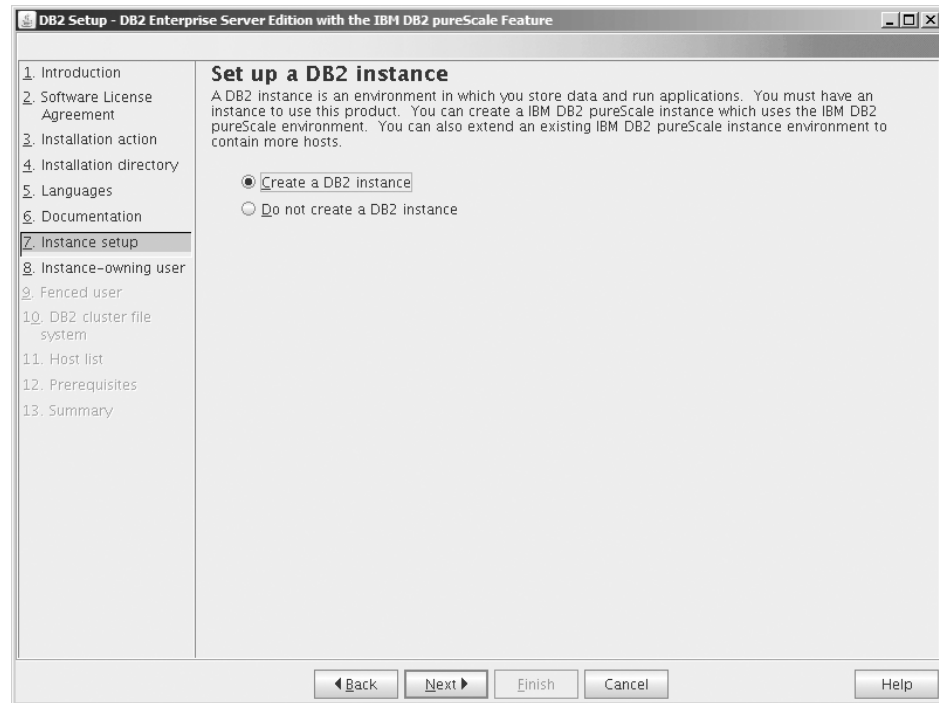 DB2 Setup - DB2 Enterprise Server Edition with the IBM DB2 pureScale Feature
1. Introduction
2. Software License
Agreement
3. Installation action
4. Installation directory
5. Languages
6. Documentation
7. Instance setup
8. Instance-owning user
9. Fenced user
10. DB2 cluster file
system
11. Host list
12. Prerequisites
13. Summary
Set up a DB2 instance
A DB2 instance is an environment in which you store data and run applications. You must have an
instance to use this product. You can create a IBM DB2 pureScale instance which uses the IBM DB2
pureScale environment. You can also extend an existing IBM DB2 pureScale instance environment to
contain more hosts.
Create a DB2 instance
Do not create a DB2 instance
Back
Next
Finish
Cancel
Help